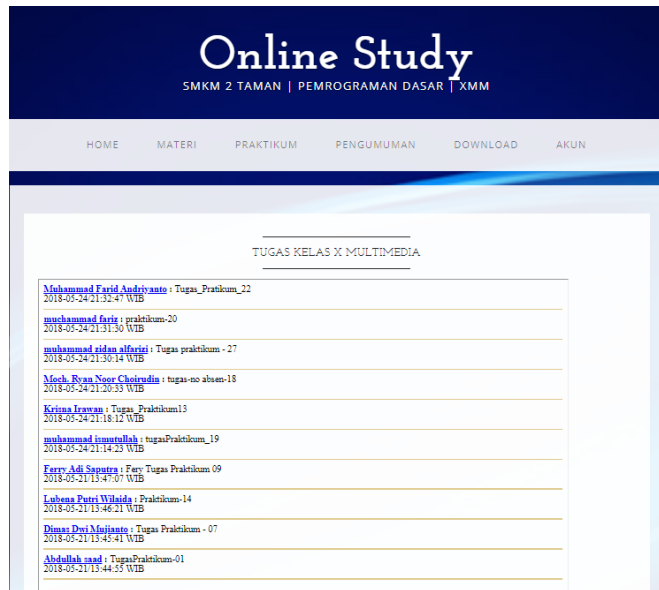 Online Study
SMKM 2 TAMAN | PEMROGRAMAN DASAR | XMM
HOME MATERI PRAKTIKUM PENGUMUMAN DOWNLOAD AKUN
TUGAS KELAS X MULTIMEDIA
Muhammad Farid Andriyanto : Tugas_Pratikum_22
2018-05-24/21:32:47 WIB
muchammad fariz : praktikum-20
2018-05-24/21:31:30 WIB
muhammad zidan alfarizi : Tugas praktikum - 27
2018-05-24/21:30:14 WIB
Moch. Ryan Noor Choirudin : tugas-no absen-18
2018-05-24/21:20:33 WIB
Krisna Irawan : Tugas_Praktikum13
2018-05-24/21:18:12 WIB
muhammad ismutullah : tugasPraktikum_19
2018-05-24/21:14:23 WIB
Ferry Adi Saputra : Fery Tugas Praktikum 09
2018-05-21/13:47:07 WIB
Lubena Putri Wilaida : Praktikum-14
2018-05-21/13:46:21 WIB
Dimas Dwi Mujianto : Tugas Praktikum - 07
2018-05-21/13:45:41 WIB
Abdullah saad : TugasPraktikum-01
2018-05-21/13:44:55 WIB